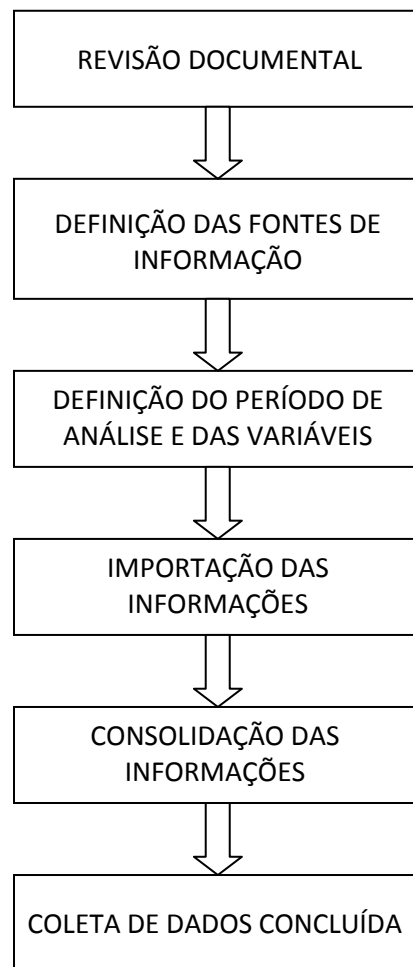 REVISÃO DOCUMENTAL
DEFINIÇÃO DAS FONTES DE
INFORMAÇÃO
DEFINIÇÃO DO PERÍODO DE
ANÁLISE E DAS VARIÁVEIS
IMPORTAÇÃO DAS
INFORMAÇÕES
CONSOLIDAÇÃO DAS
INFORMAÇÕES
COLETA DE DADOS CONCLUÍDA